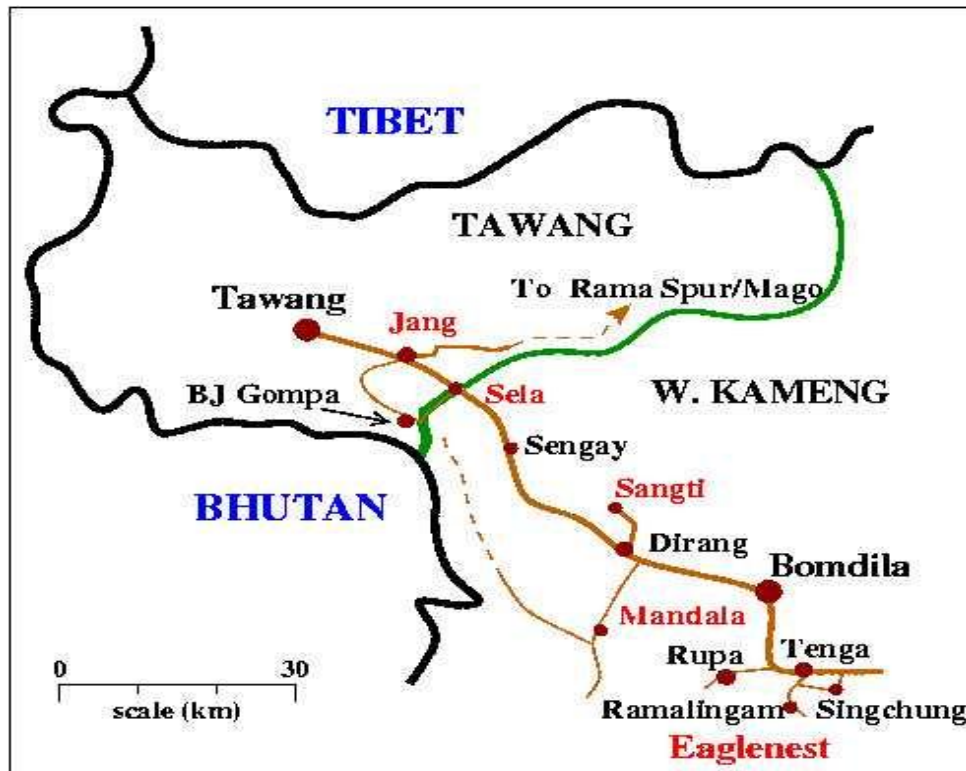 TIBET
TAWANG
To Rama Spur/Mago
Tawang
Jang
BJ Gompa
Sela
W. KAMENG
Sengay
BHUTAN
Sangti
Dirang
Bomdila
Mandala
Rupa
Tenga
0 30
scale (km)
Ramalingam
Singchung
Eaglenest